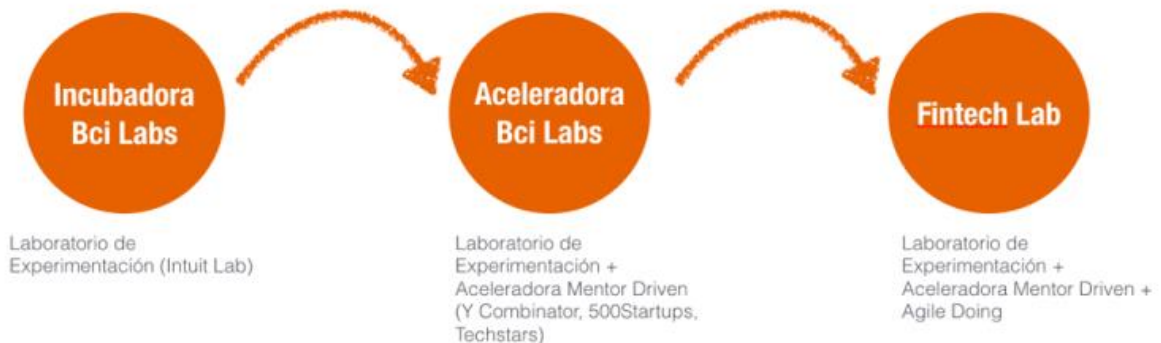 Incubadora
Bci Labs
Laboratorio de
Experimentación (Intuit Lab)
Aceleradora
Bci Labs
Laboratorio de
Experimentación +
Aceleradora Mentor Driven
(Y Combinator, 500Startups,
Techstars)
Fintech Lab
Laboratorio de
Experimentación +
Aceleradora Mentor Driven +
Agile Doing